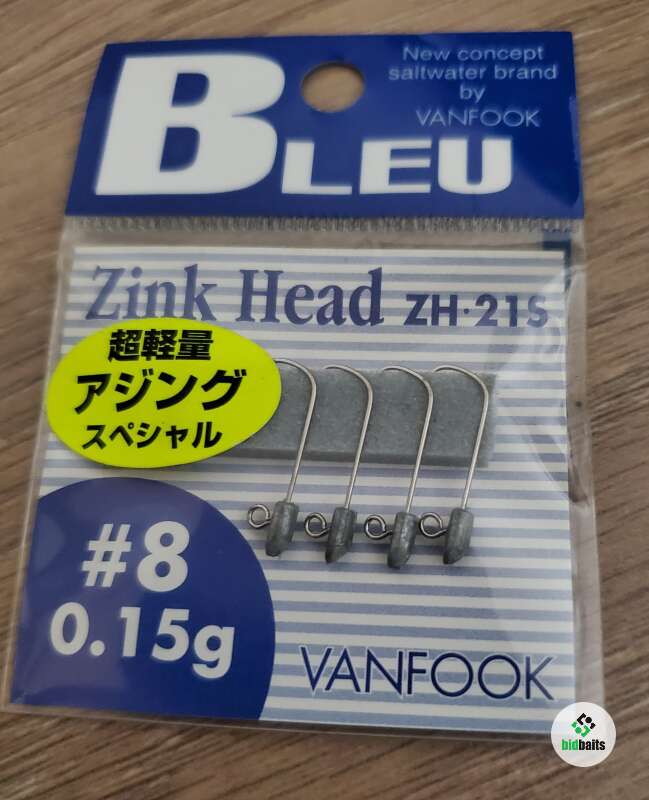 BLEU
New concept
saltwater brand
by
VANFOOK
Zink Head ZH·21S
超軽量
アジング
スペシャル
#8
0.15g
VANFOOK
bidbaits